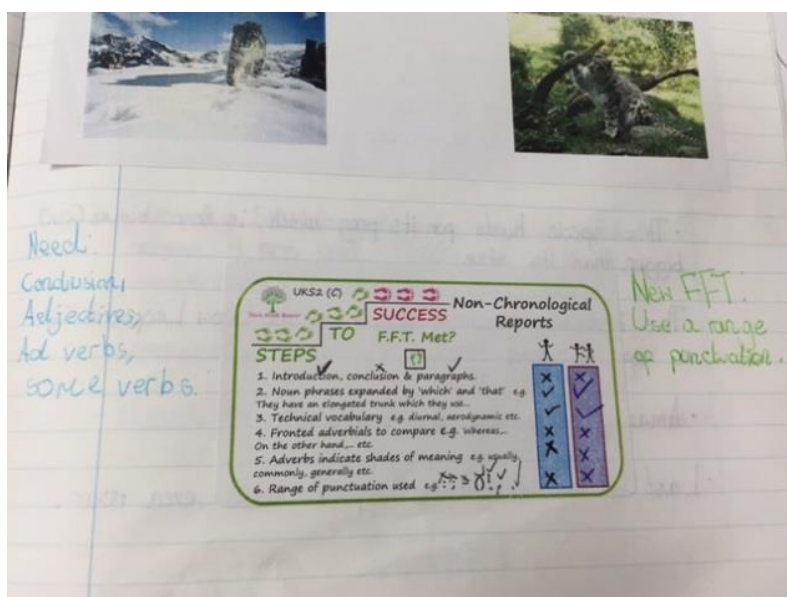 Need:
Conclusion,
Adjectives,
Ad verbs,
some verbs.
UKS2 (C)
STEPS TO SUCCESS
Non-Chronological
Reports
F.F.T. Met?
1. Introduction, conclusion & paragraphs.
2. Noun phrases expanded by 'which' and 'that' e.g.
They have an elongated trunk which they use...
3. Technical vocabulary e.g. diurnal, aerodynamic etc.
4. Fronted adverbials to compare e.g. Whereas,...
On the other hand,... etc.
5. Adverbs indicate shades of meaning e.g. usually,
commonly, generally etc.
6. Range of punctuation used e.g.
New FFT:
Use a range
of punctuation.